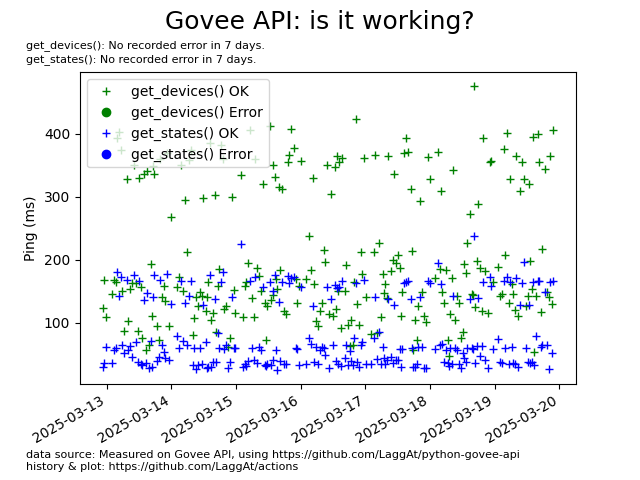 Govee API: is it working?
get_devices(): No recorded error in 7 days.
get_states(): No recorded error in 7 days.
get_devices() OK
get_devices() Error
get_states() OK
get_states() Error
Ping (ms)
400
300
200
100
2025-03-13
2025-03-14
2025-03-15
2025-03-16
2025-03-17
2025-03-18
2025-03-19
2025-03-20
data source: Measured on Govee API, using https://github.com/LaggAt/python-govee-api
history & plot: https://github.com/LaggAt/actions